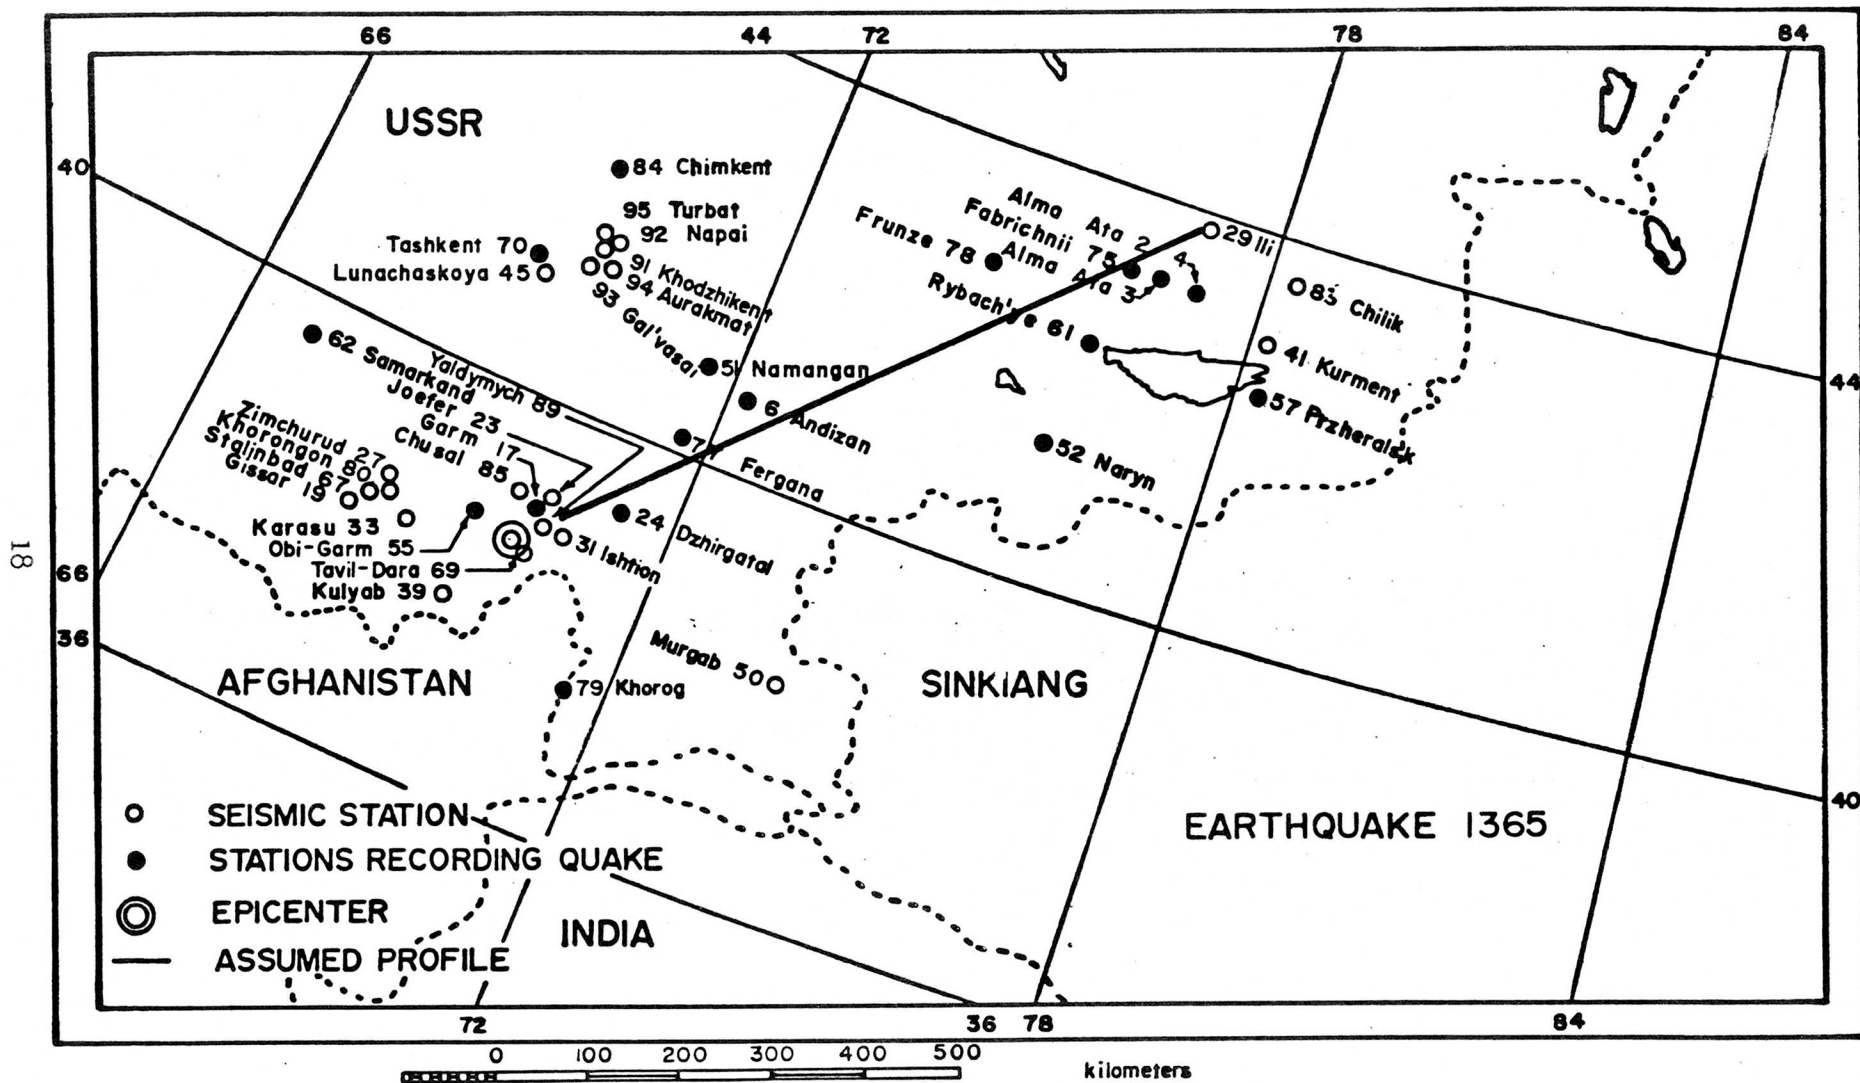 66 44 72 78 84
USSR
40
84 Chimkent
95 Turbat
92 Napai
91 Khodzhikent
94 Aurakmat
93 Gal'vasai
Tashkent 70
Lunachaskoya 45
Alma Ata 2
Fabrichnii 75
Frunze 78
Alma Ata 3
4
Rybach'ye 61
29 Ili
83 Chilik
41 Kurment
57 Przheralsk
44
62 Samarkand
Yaldymych 89
Joefer 23
Garm 17
Chusal 85
51 Namangan
6 Andizan
Fergana
52 Naryn
Zimchurud 27
Khorongon 80
Stalinbad 67
Gissar 19
Karasu 33
Obi-Garm 55
Tavil-Dara 69
Kulyab 39
24 Dzhirgatal
31 Ishtion
18
66
36
Murgab 50
79 Khorog
AFGHANISTAN
SINKIANG
40
SEISMIC STATION
STATIONS RECORDING QUAKE
EPICENTER
ASSUMED PROFILE
INDIA
EARTHQUAKE 1365
72 36 78 84
0 100 200 300 400 500
kilometers